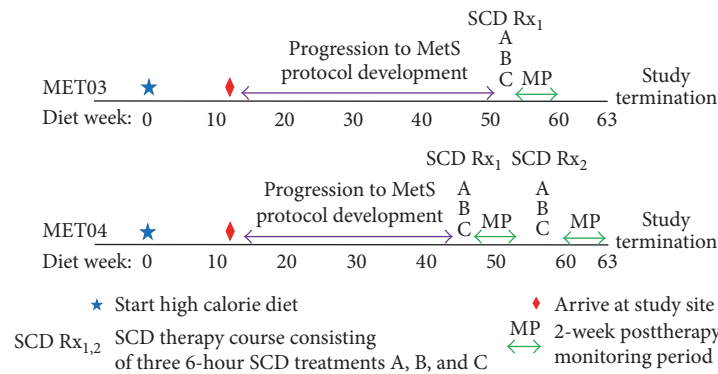 SCD Rx1
A
B
C
Progression to MetS
protocol development
MP
MET03
Study
termination
Diet week: 0 10 20 30 40 50 60 63
SCD Rx1 SCD Rx2
A A
B B
C C
Progression to MetS
protocol development
MP MP
MET04
Study
termination
Diet week: 0 10 20 30 40 50 60 63
Start high calorie diet
Arrive at study site
SCD Rx1,2 SCD therapy course consisting
of three 6-hour SCD treatments A, B, and C
MP 2-week posttherapy
monitoring period